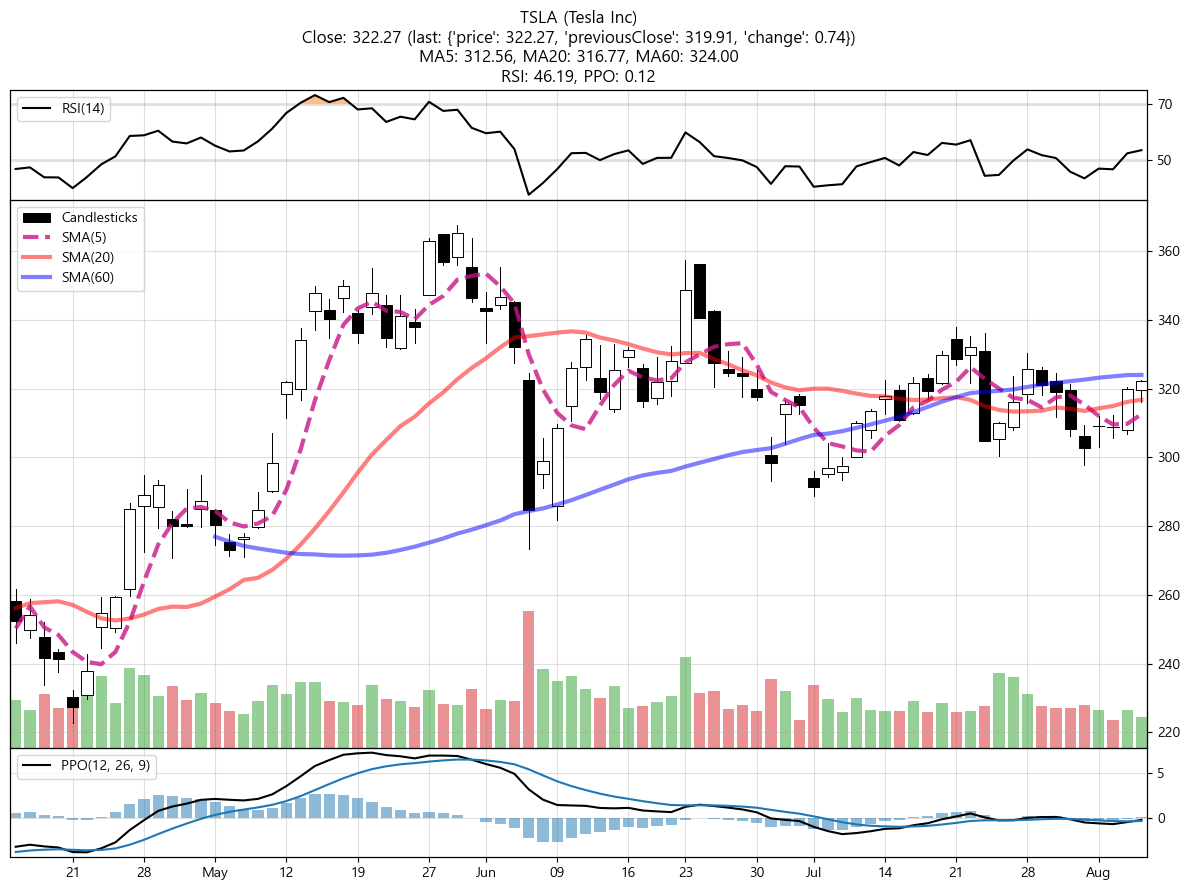 TSLA (Tesla Inc)
Close: 322.27 (last: {'price': 322.27, 'previousClose': 319.91, 'change': 0.74})
MA5: 312.56, MA20: 316.77, MA60: 324.00
RSI: 46.19, PPO: 0.12
RSI(14)
70
50
Candlesticks
SMA(5)
SMA(20)
SMA(60)
360
340
320
300
280
260
240
220
PPO(12, 26, 9)
5
0
21 28 May 12 19 27 Jun 09 16 23 30 Jul 14 21 28 Aug